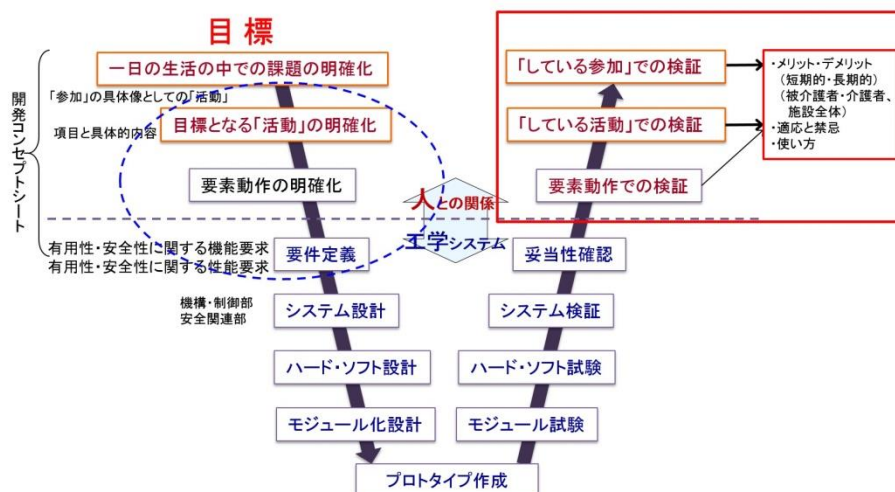 目標
一日の生活の中での課題の明確化
「参加」の具体像としての「活動」
目標となる「活動」の明確化
項目と具体的内容
要素動作の明確化
開発コンセプトシート
有用性・安全性に関する機能要求
有用性・安全性に関する性能要求
要件定義
機構・制御部
安全関連部
システム設計
ハード・ソフト設計
モジュール化設計
プロトタイプ作成
人との関係
工学システム
「している参加」での検証
「している活動」での検証
要素動作での検証
妥当性確認
システム検証
ハード・ソフト試験
モジュール試験
・メリット・デメリット
(短期的・長期的)
(被介護者・介護者、
施設全体)
・適応と禁忌
・使い方